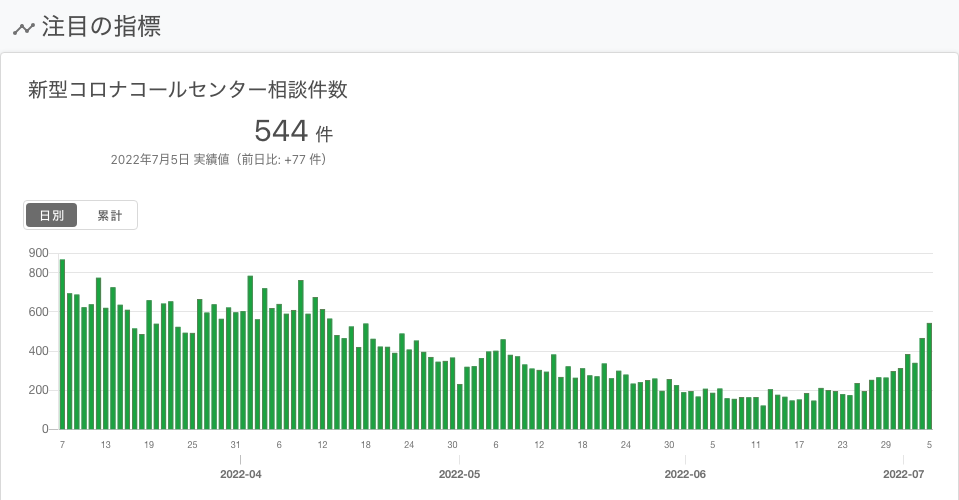 注目の指標
新型コロナコールセンター相談件数
544 件
2022年7月5日 実績値（前日比: +77 件）
日別 累計
900
800
600
400
200
0
7 13 19 25 31 6 12 18 24 30 6 12 18 24 30 5 11 17 23 29 5
2022-04 2022-05 2022-06 2022-07